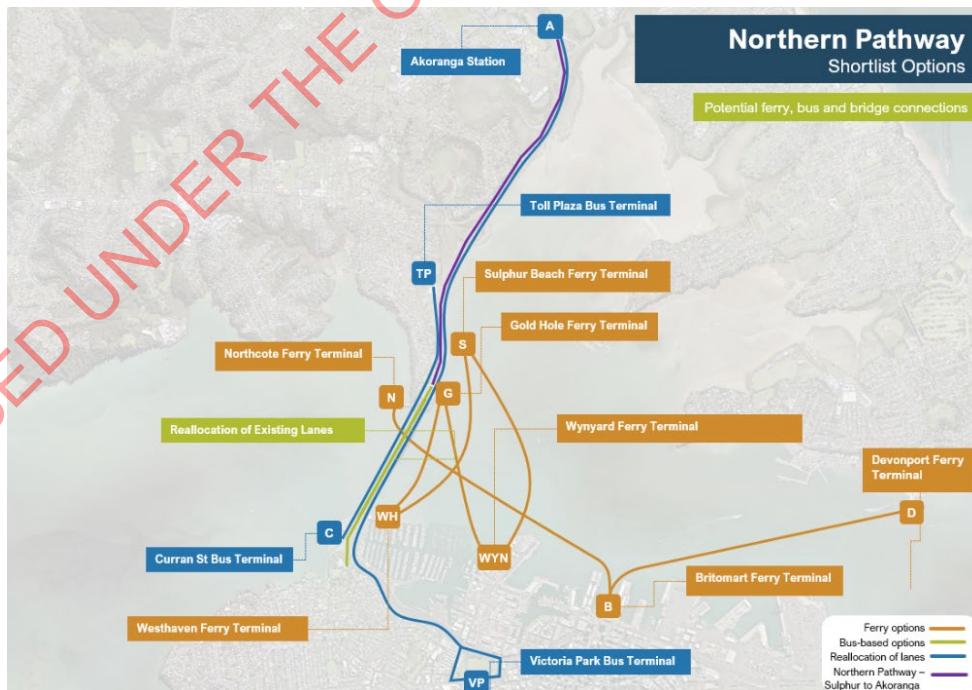 Northern Pathway
Shortlist Options
Potential ferry, bus and bridge connections
A
Akoranga Station
Toll Plaza Bus Terminal
TP
Sulphur Beach Ferry Terminal
Gold Hole Ferry Terminal
S
Northcote Ferry Terminal
N
G
Reallocation of Existing Lanes
Wynyard Ferry Terminal
Devonport Ferry
Terminal
D
WH
C
WYN
Curran St Bus Terminal
Britomart Ferry Terminal
B
Westhaven Ferry Terminal
Victoria Park Bus Terminal
VP
Ferry options
Bus-based options
Reallocation of lanes
Northern Pathway –
Sulphur to Akoranga
UNDER THE